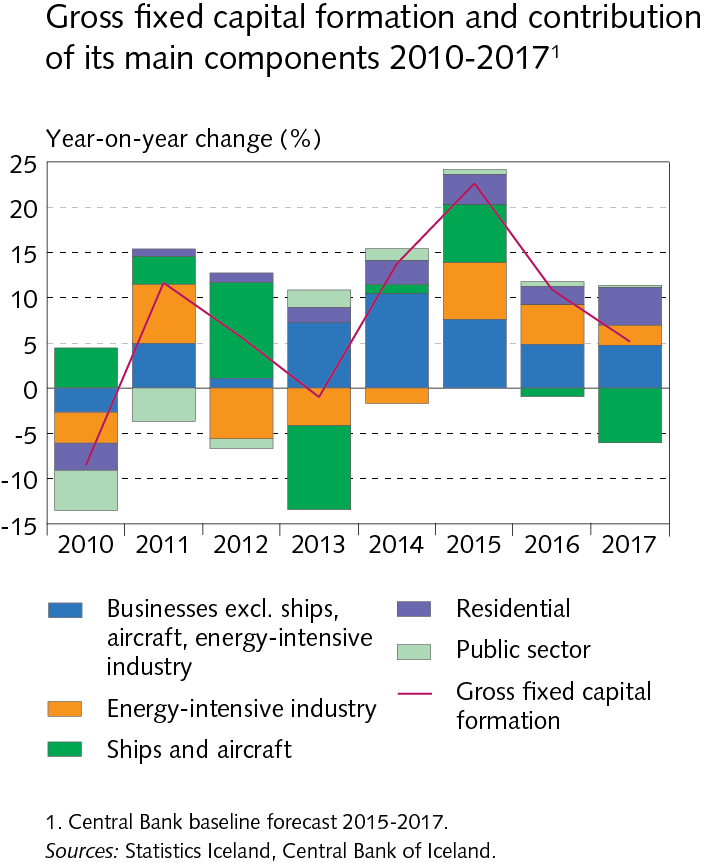 Gross fixed capital formation and contribution
of its main components 2010-2017¹
Year-on-year change (%)
25
20
15
10
5
0
-5
-10
-15
2010 2011 2012 2013 2014 2015 2016 2017
Businesses excl. ships,
aircraft, energy-intensive
industry
Energy-intensive industry
Ships and aircraft
Residential
Public sector
Gross fixed capital
formation
1. Central Bank baseline forecast 2015-2017.
Sources: Statistics Iceland, Central Bank of Iceland.